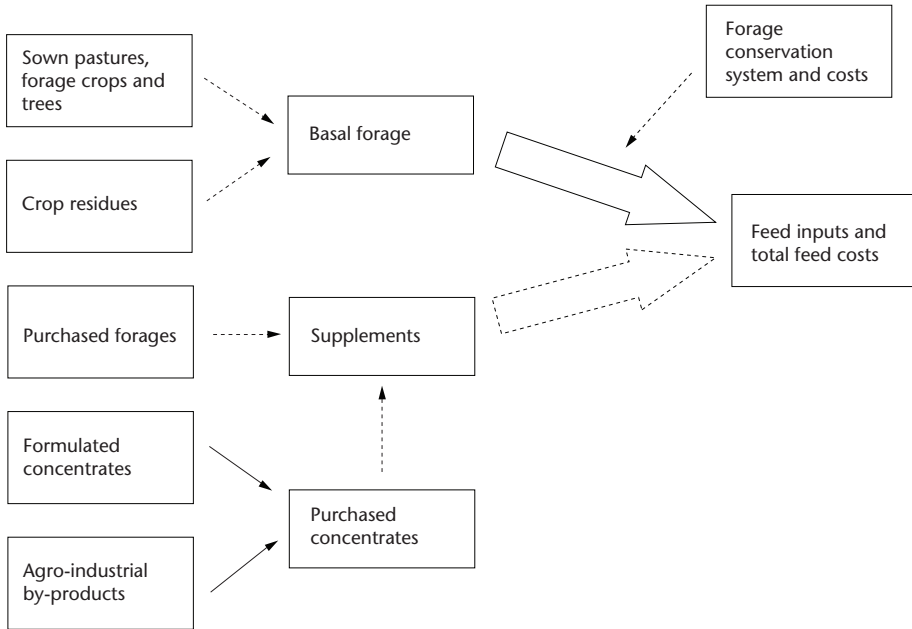 Sown pastures,
forage crops and
trees
Basal forage
Forage
conservation
system and costs
Crop residues
Feed inputs and
total feed costs
Purchased forages
Supplements
Formulated
concentrates
Purchased
concentrates
Agro-industrial
by-products